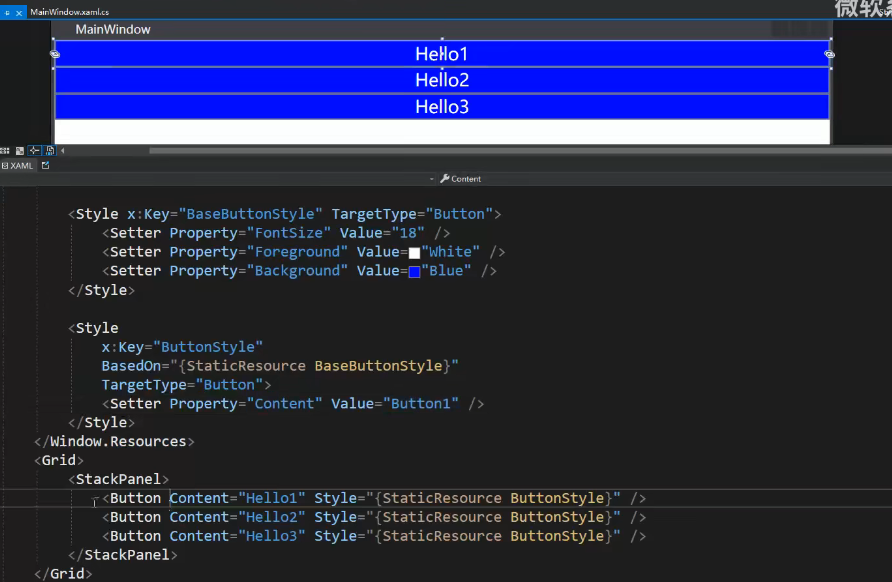 MainWindow.xaml.cs
微软
MainWindow
Hello1
Hello2
Hello3
XAML
Content
<Style x:Key="BaseButtonStyle" TargetType="Button">
<Setter Property="FontSize" Value="18" />
<Setter Property="Foreground" Value="White" />
<Setter Property="Background" Value="Blue" />
</Style>
<Style
x:Key="ButtonStyle"
BasedOn="{StaticResource BaseButtonStyle}"
TargetType="Button">
<Setter Property="Content" Value="Button1" />
</Style>
</Window.Resources>
<Grid>
<StackPanel>
<Button Content="Hello1" Style="{StaticResource ButtonStyle}" />
<Button Content="Hello2" Style="{StaticResource ButtonStyle}" />
<Button Content="Hello3" Style="{StaticResource ButtonStyle}" />
</StackPanel>
</Grid>